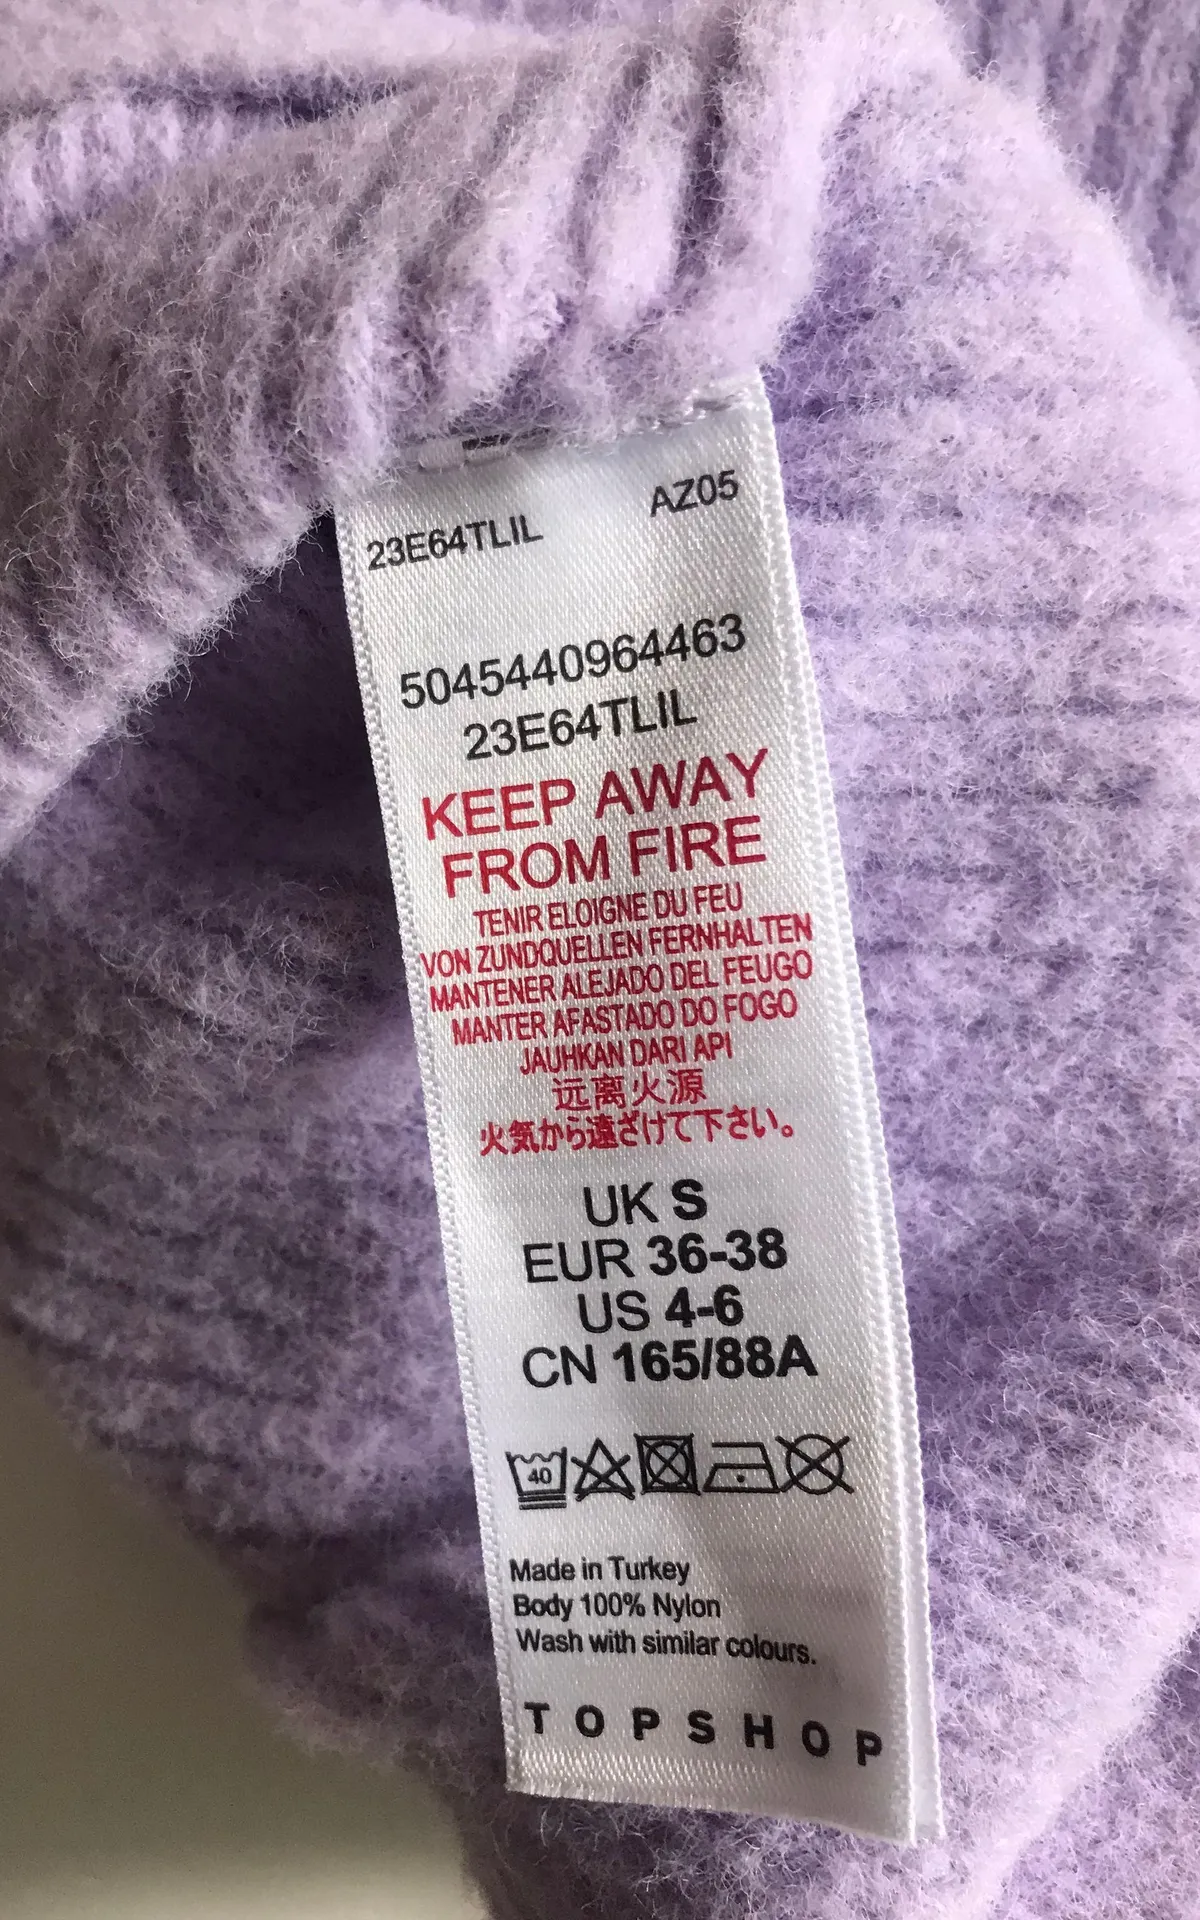 23E64TLIL AZ05
5045440964463
23E64TLIL
KEEP AWAY
FROM FIRE
TENIR ELOIGNE DU FEU
VON ZUNDQUELLEN FERNHALTEN
MANTENER ALEJADO DEL FEUGO
MANTER AFASTADO DO FOGO
JAUHKAN DARI API
远离火源
火気から遠ざけて下さい。
UK S
EUR 36-38
US 4-6
CN 165/88A
40
Made in Turkey
Body 100% Nylon
Wash with similar colours.
TOPSHOP